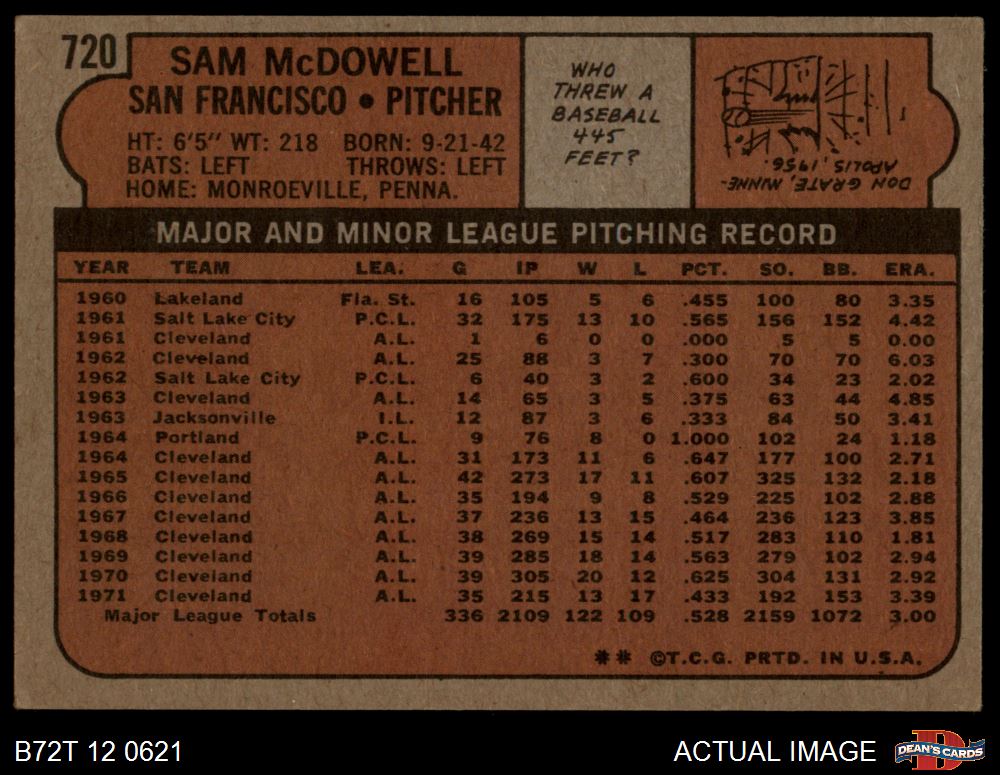 720
SAM McDOWELL
SAN FRANCISCO • PITCHER
HT: 6'5" WT: 218 BORN: 9-21-42
BATS: LEFT THROWS: LEFT
HOME: MONROEVILLE, PENNA.
WHO
THREW A
BASEBALL
445
FEET?
DON GRATE, MINNE-
APOLIS, 1956.
MAJOR AND MINOR LEAGUE PITCHING RECORD
YEAR TEAM LEA. G IP W L PCT. SO. BB. ERA.
1960 Lakeland Fla. St. 16 105 5 6 .455 100 80 3.35
1961 Salt Lake City P.C.L. 32 175 13 10 .565 156 152 4.42
1961 Cleveland A.L. 1 6 0 0 .000 5 5 0.00
1962 Cleveland A.L. 25 88 3 7 .300 70 70 6.03
1962 Salt Lake City P.C.L. 6 40 3 2 .600 34 23 2.02
1963 Cleveland A.L. 14 65 3 5 .375 63 44 4.85
1963 Jacksonville I.L. 12 87 3 6 .333 84 50 3.41
1964 Portland P.C.L. 9 76 8 0 1.000 102 24 1.18
1964 Cleveland A.L. 31 173 11 6 .647 177 100 2.71
1965 Cleveland A.L. 42 273 17 11 .607 325 132 2.18
1966 Cleveland A.L. 35 194 9 8 .529 225 102 2.88
1967 Cleveland A.L. 37 236 13 15 .464 236 123 3.85
1968 Cleveland A.L. 38 269 15 14 .517 283 110 1.81
1969 Cleveland A.L. 39 285 18 14 .563 279 102 2.94
1970 Cleveland A.L. 39 305 20 12 .625 304 131 2.92
1971 Cleveland A.L. 35 215 13 17 .433 192 153 3.39
Major League Totals 336 2109 122 109 .528 2159 1072 3.00
** ©T.C.G. PRTD. IN U.S.A.
B72T 12 0621
ACTUAL IMAGE
DEAN'S CARDS